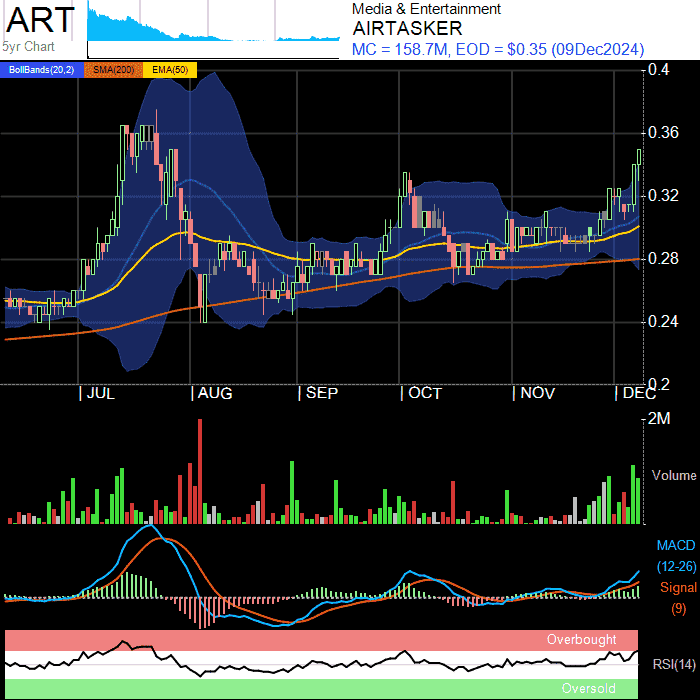 ART
5yr Chart
Media & Entertainment
AIRTASKER
MC = 158.7M, EOD = $0.35 (09Dec2024)
BollBands(20,2) SMA(200) EMA(50)
0.4
0.36
0.32
0.28
0.24
0.2
JUL AUG SEP OCT NOV DEC
2M
Volume
MACD
(12-26)
Signal
(9)
Overbought
RSI(14)
Oversold